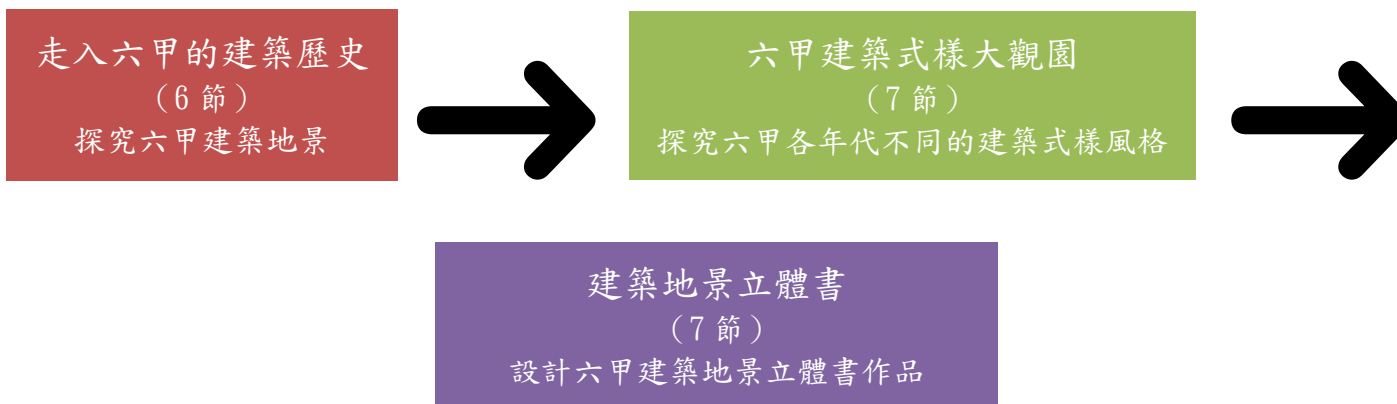 走入六甲的建築歷史
（6 節）
探究六甲建築地景
六甲建築式樣大觀園
（7 節）
探究六甲各年代不同的建築式樣風格
建築地景立體書
（7 節）
設計六甲建築地景立體書作品